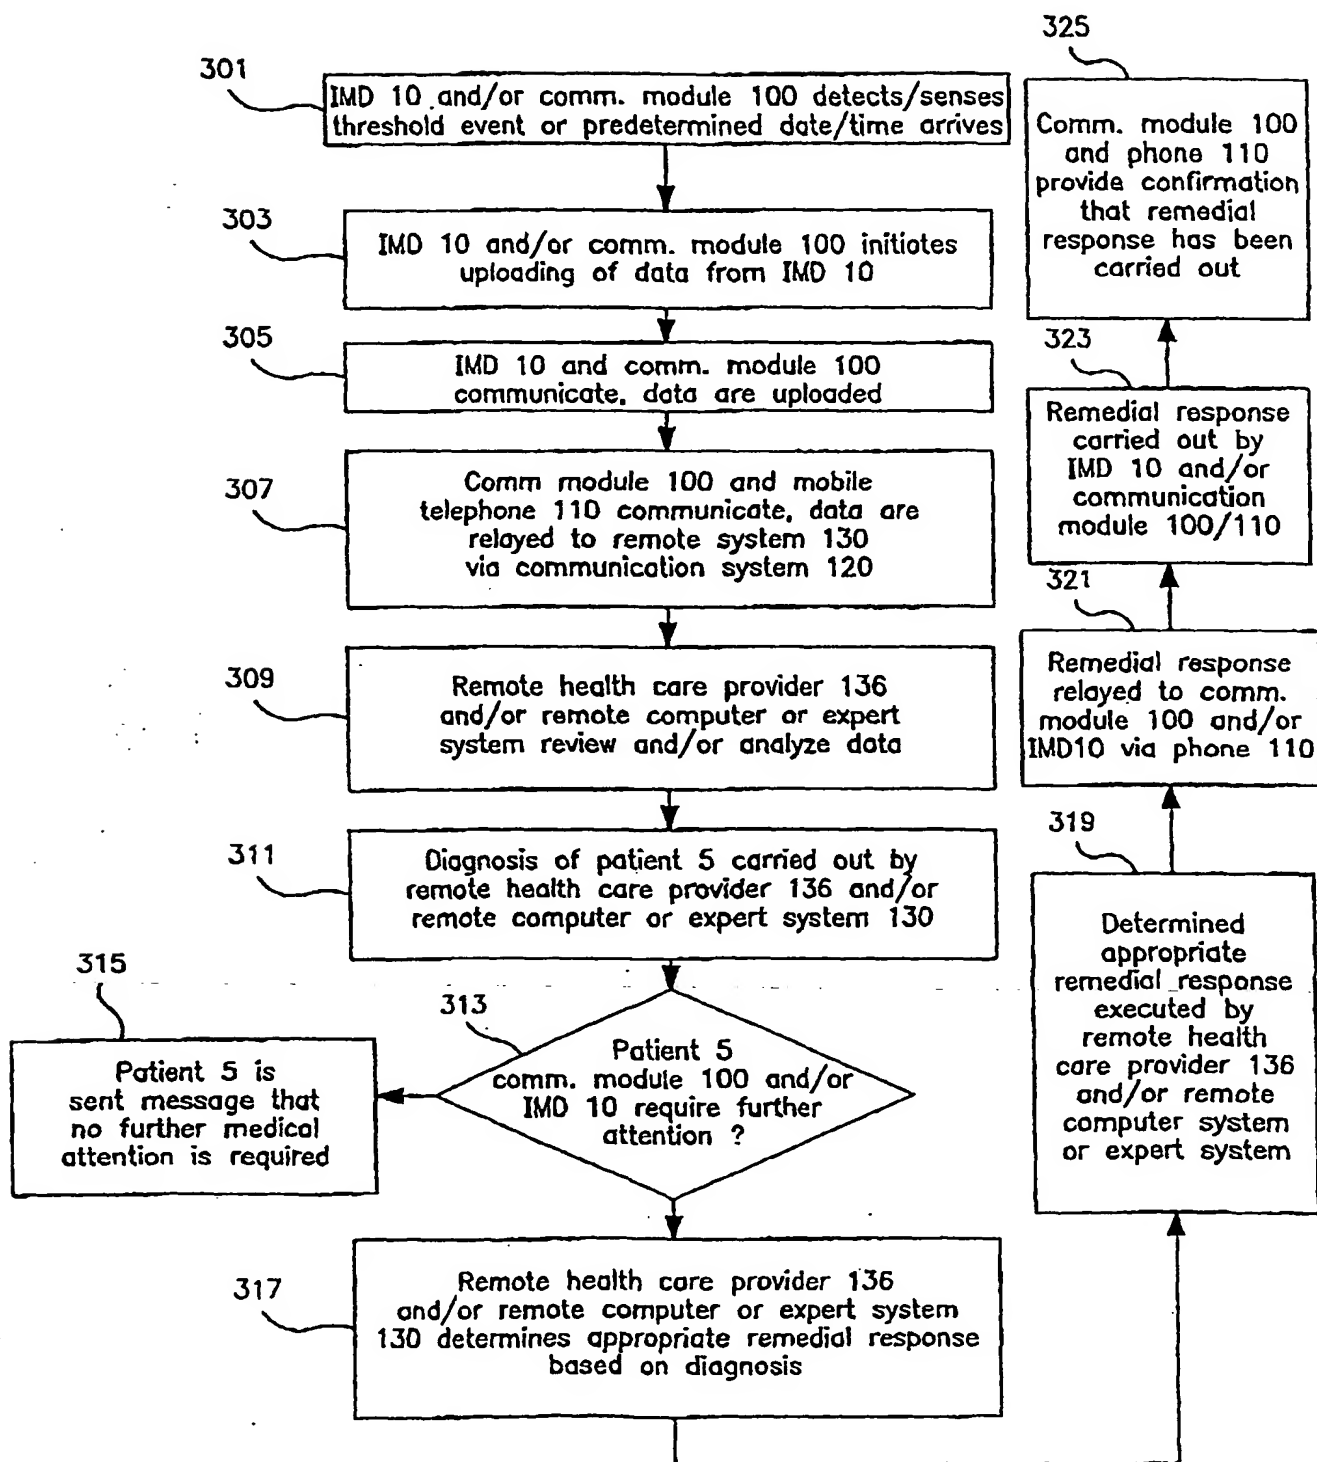 301
IMD 10 and/or comm. module 100 detects/senses
threshold event or predetermined date/time arrives
303
IMD 10 and/or comm. module 100 initiates
uploading of data from IMD 10
305
IMD 10 and comm. module 100
communicate, data are uploaded
307
Comm module 100 and mobile
telephone 110 communicate, data are
relayed to remote system 130
via communication system 120
309
Remote health care provider 136
and/or remote computer or expert
system review and/or analyze data
311
Diagnosis of patient 5 carried out by
remote health care provider 136 and/or
remote computer or expert system 130
313
Patient 5
comm. module 100 and/or
IMD 10 require further
attention ?
315
Patient 5 is
sent message that
no further medical
attention is required
317
Remote health care provider 136
and/or remote computer or expert system
130 determines appropriate remedial response
based on diagnosis
319
Determined
appropriate
remedial response
executed by
remote health
care provider 136
and/or remote
computer system
or expert system
321
Remedial response
relayed to comm.
module 100 and/or
IMD10 via phone 110
323
Remedial response
carried out by
IMD 10 and/or
communication
module 100/110
325
Comm. module 100
and phone 110
provide confirmation
that remedial
response has been
carried out